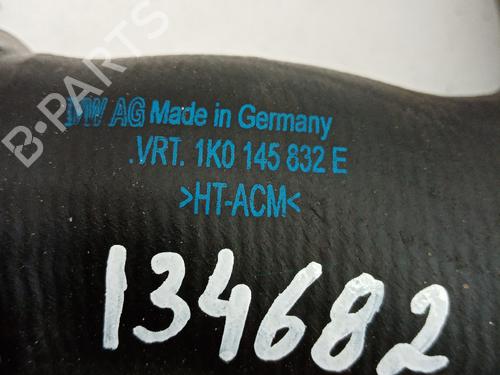 VW AG Made in Germany
.VRT. 1K0 145 832 E
>HT-ACM<
134682
B-PARTS